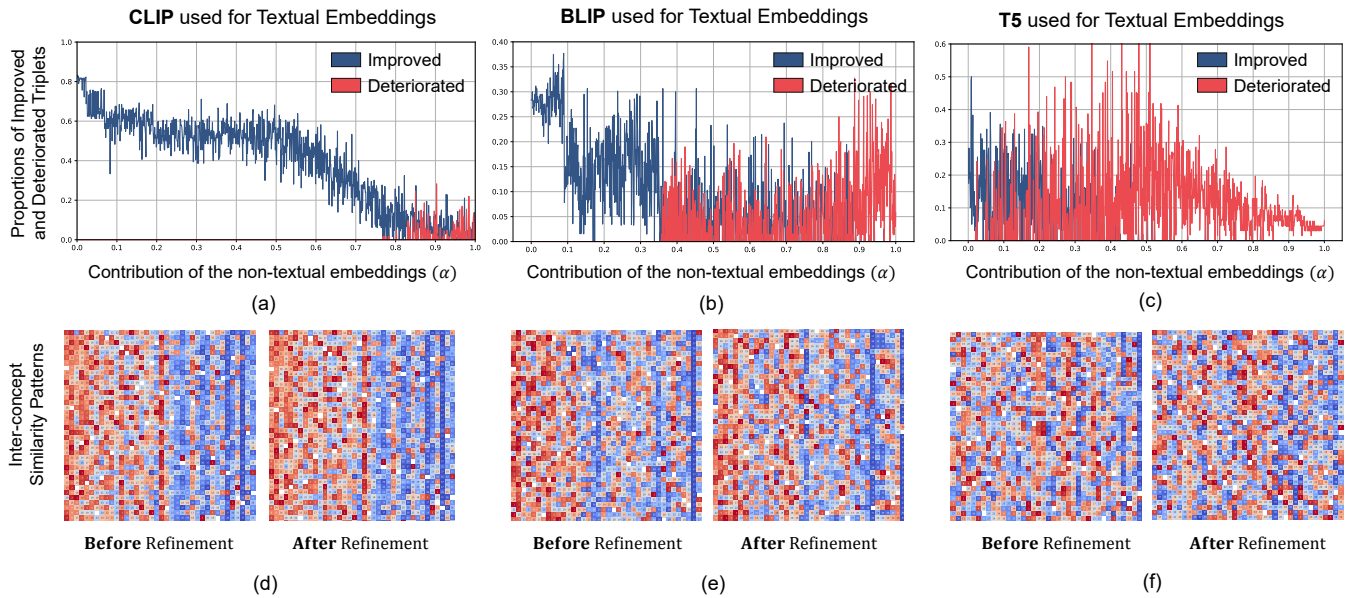 CLIP used for Textual Embeddings
BLIP used for Textual Embeddings
T5 used for Textual Embeddings
Proportions of Improved
and Deteriorated Triplets
1.0
0.8
0.6
0.4
0.2
0.0
Improved
Deteriorated
0.0 0.1 0.2 0.3 0.4 0.5 0.6 0.7 0.8 0.9 1.0
Contribution of the non-textual embeddings (α)
(a)
0.40
0.35
0.30
0.25
0.20
0.15
0.10
0.05
0.00
Improved
Deteriorated
0.0 0.1 0.2 0.3 0.4 0.5 0.6 0.7 0.8 0.9 1.0
Contribution of the non-textual embeddings (α)
(b)
0.6
0.5
0.4
0.3
0.2
0.1
0.0
Improved
Deteriorated
0.0 0.1 0.2 0.3 0.4 0.5 0.6 0.7 0.8 0.9 1.0
Contribution of the non-textual embeddings (α)
(c)
Inter-concept
Similarity Patterns
Before Refinement
After Refinement
(d)
Before Refinement
After Refinement
(e)
Before Refinement
After Refinement
(f)